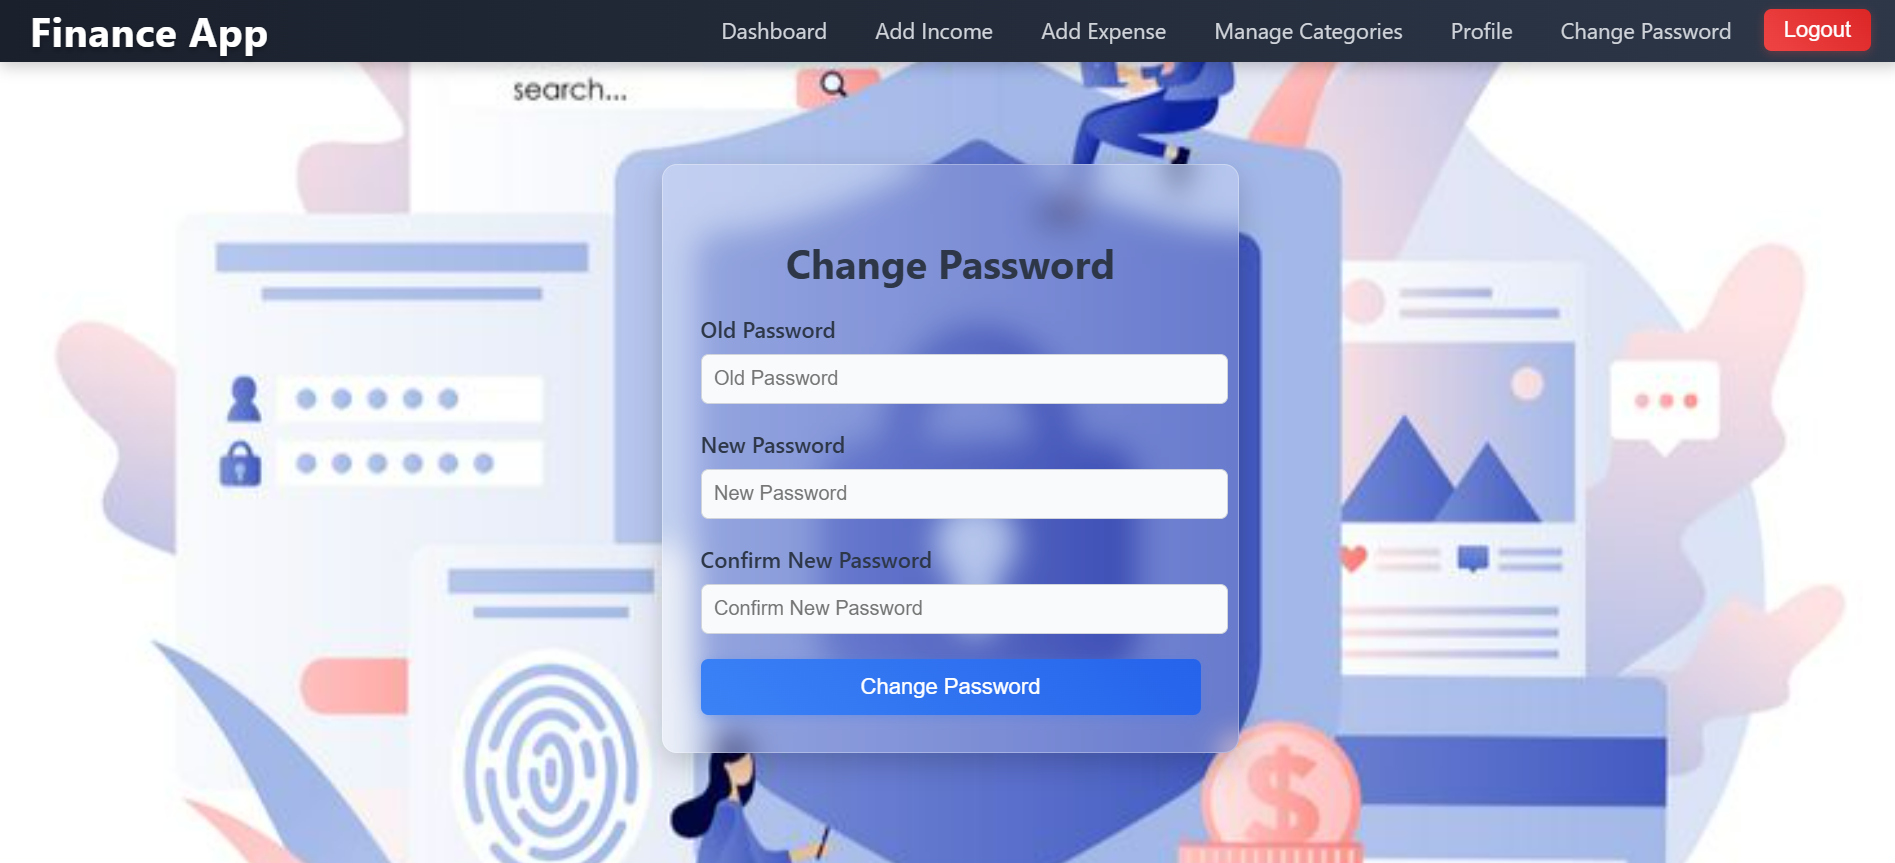 Finance App
Dashboard Add Income Add Expense Manage Categories Profile Change Password Logout
search...
Change Password
Old Password
Old Password
New Password
New Password
Confirm New Password
Confirm New Password
Change Password
$